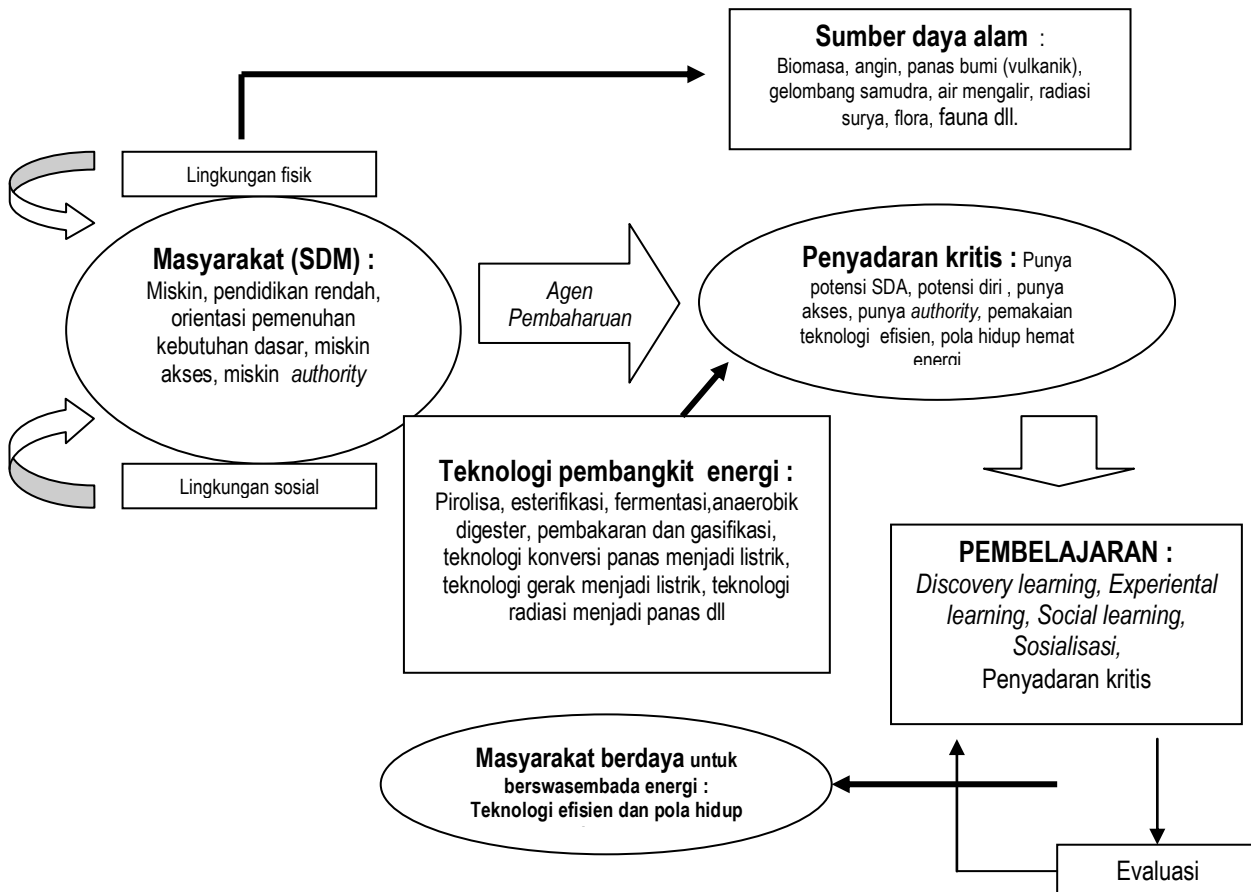 Sumber daya alam :
Biomasa, angin, panas bumi (vulkanik),
gelombang samudra, air mengalir, radiasi
surya, flora, fauna dll.
Lingkungan fisik
Masyarakat (SDM) :
Miskin, pendidikan rendah,
orientasi pemenuhan
kebutuhan dasar, miskin
akses, miskin authority
Lingkungan sosial
Agen
Pembaharuan
Penyadaran kritis : Punya
potensi SDA, potensi diri , punya
akses, punya authority, pemakaian
teknologi efisien, pola hidup hemat
energi
Teknologi pembangkit energi :
Pirolisa, esterifikasi, fermentasi,anaerobik
digester, pembakaran dan gasifikasi,
teknologi konversi panas menjadi listrik,
teknologi gerak menjadi listrik, teknologi
radiasi menjadi panas dll
PEMBELAJARAN :
Discovery learning, Experiental
learning, Social learning,
Sosialisasi,
Penyadaran kritis
Masyarakat berdaya untuk
berswasembada energi :
Teknologi efisien dan pola hidup
Evaluasi